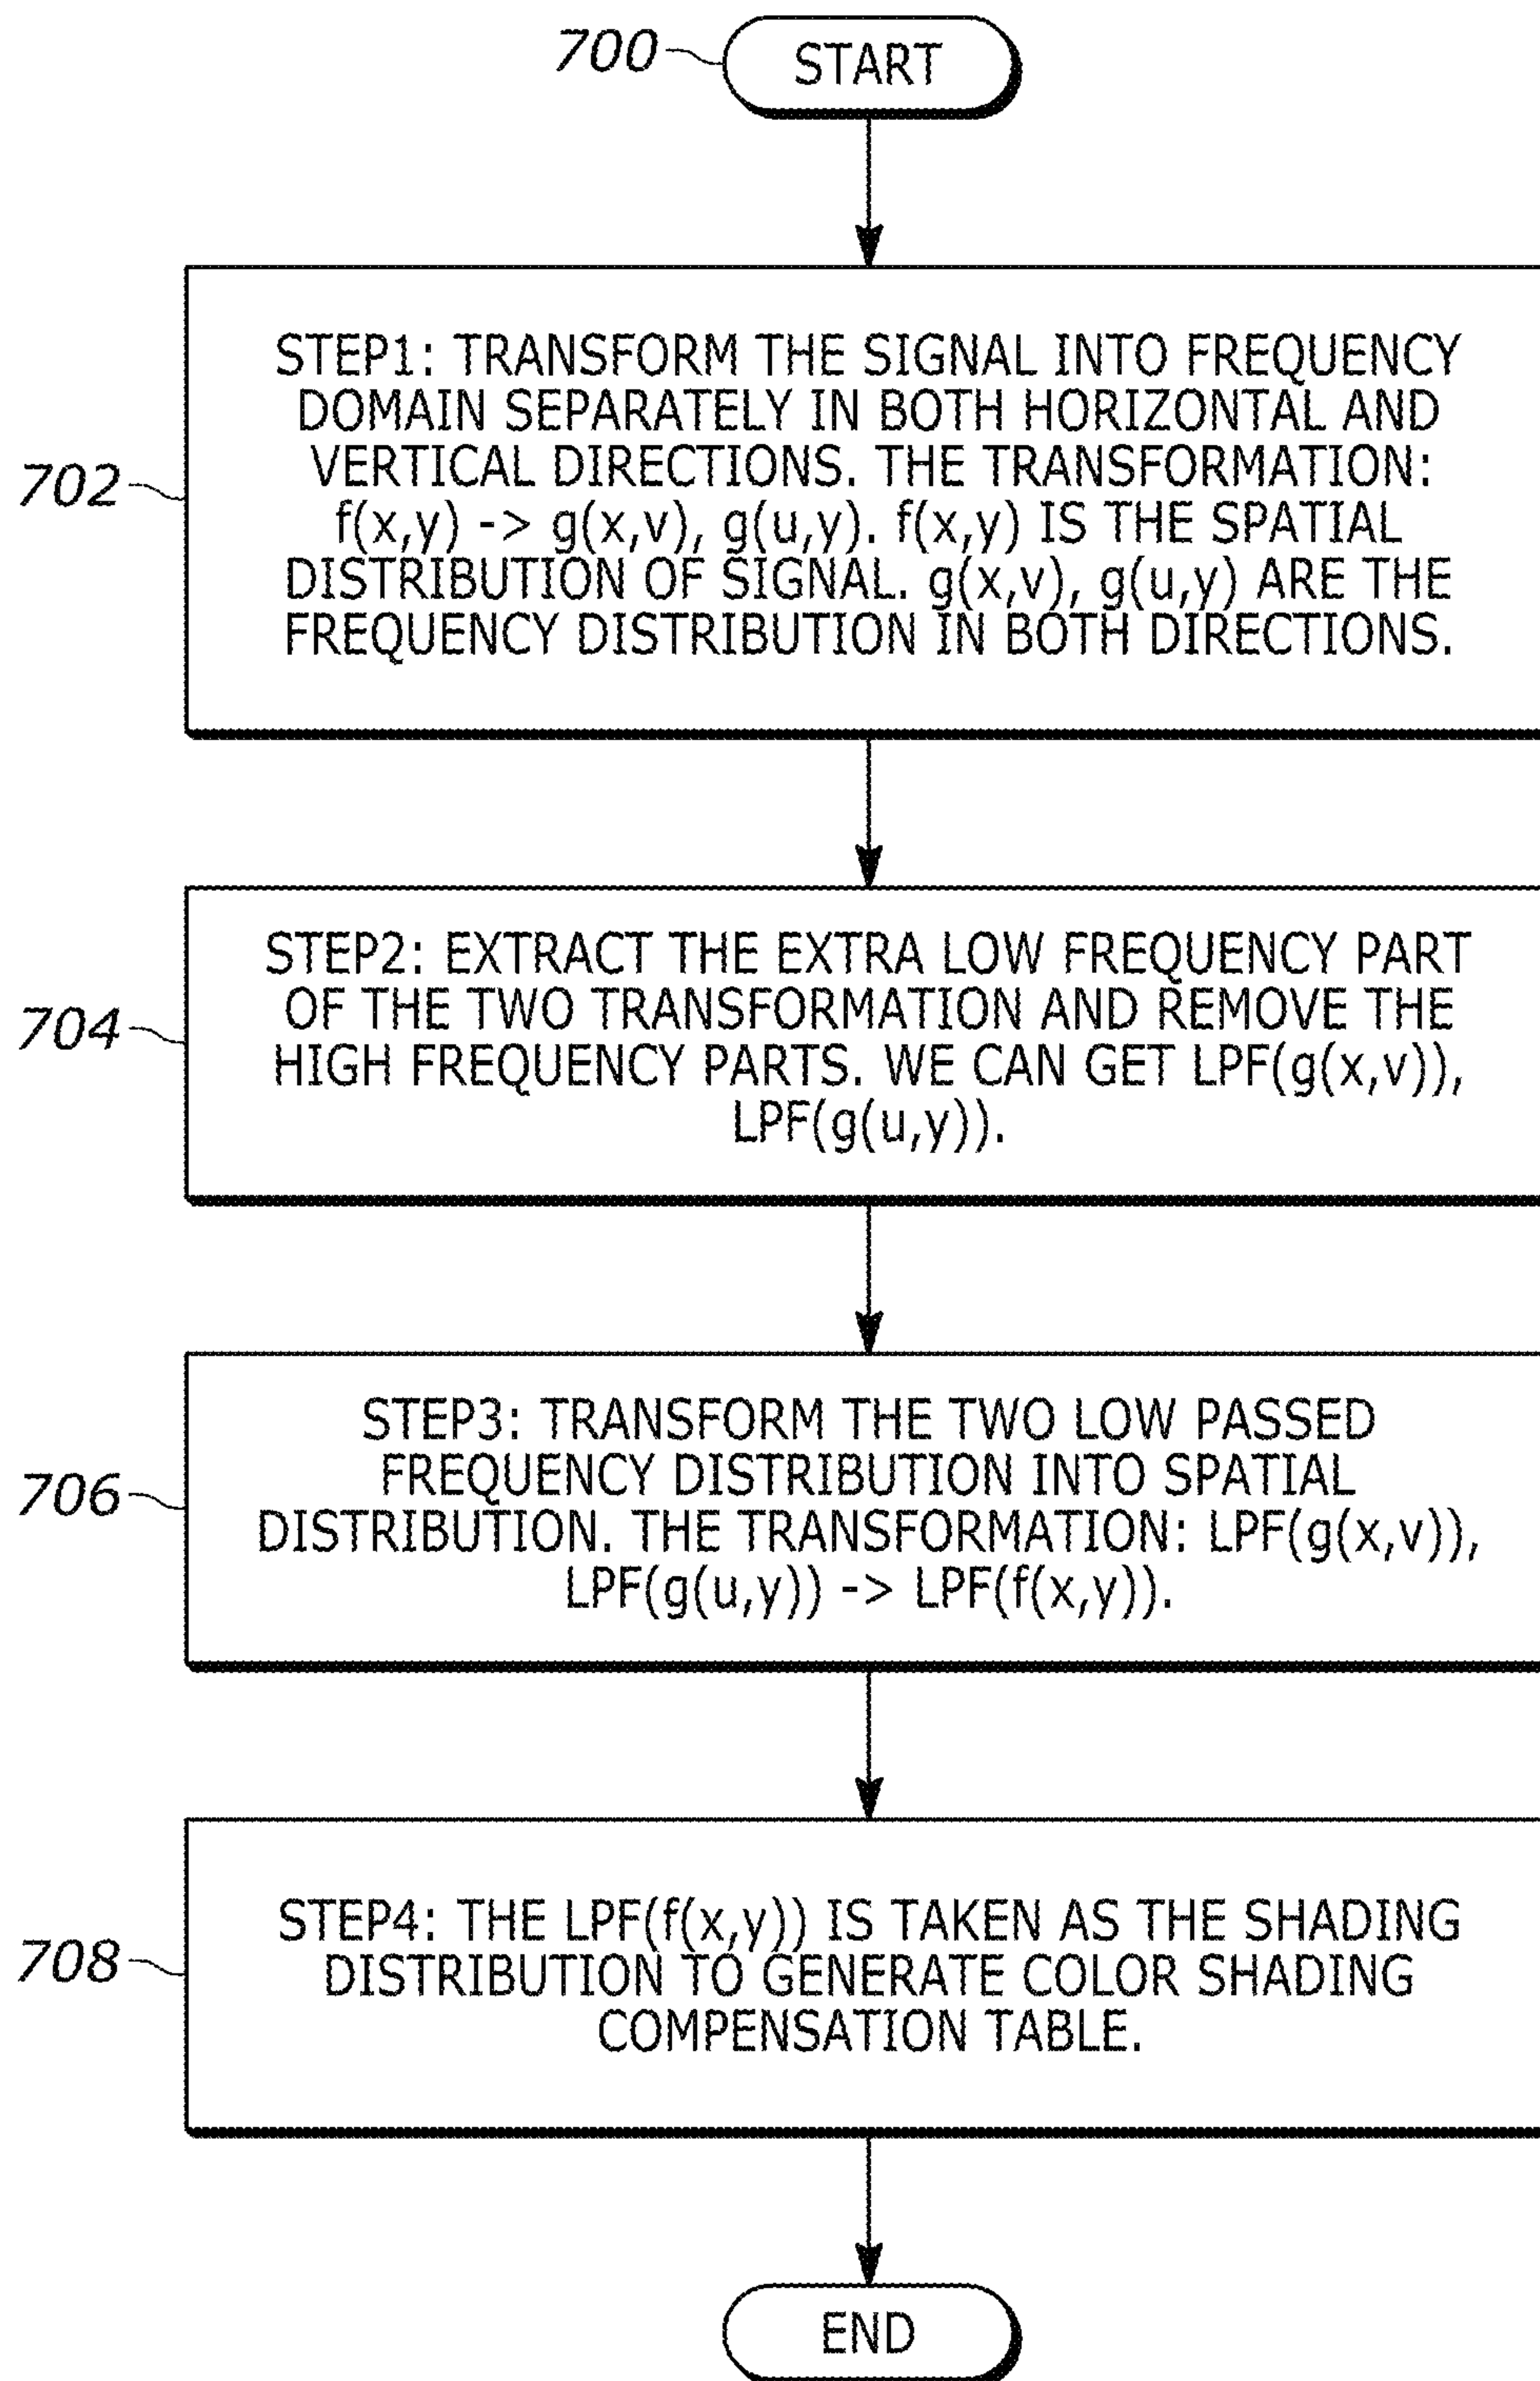 700
START
702
STEP1: TRANSFORM THE SIGNAL INTO FREQUENCY
DOMAIN SEPARATELY IN BOTH HORIZONTAL AND
VERTICAL DIRECTIONS. THE TRANSFORMATION:
f(x,y) -> g(x,v), g(u,y). f(x,y) IS THE SPATIAL
DISTRIBUTION OF SIGNAL. g(x,v), g(u,y) ARE THE
FREQUENCY DISTRIBUTION IN BOTH DIRECTIONS.
704
STEP2: EXTRACT THE EXTRA LOW FREQUENCY PART
OF THE TWO TRANSFORMATION AND REMOVE THE
HIGH FREQUENCY PARTS. WE CAN GET LPF(g(x,v)),
LPF(g(u,y)).
706
STEP3: TRANSFORM THE TWO LOW PASSED
FREQUENCY DISTRIBUTION INTO SPATIAL
DISTRIBUTION. THE TRANSFORMATION: LPF(g(x,v)),
LPF(g(u,y)) -> LPF(f(x,y)).
708
STEP4: THE LPF(f(x,y)) IS TAKEN AS THE SHADING
DISTRIBUTION TO GENERATE COLOR SHADING
COMPENSATION TABLE.
END